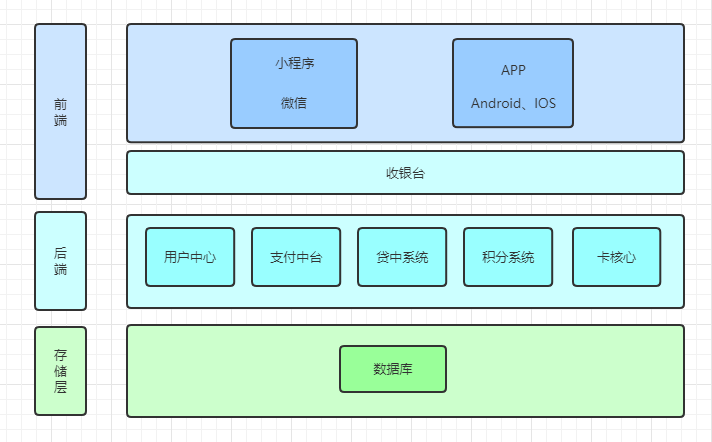 前
端
小程序
微信
APP
Android、IOS
收银台
后
端
用户中心
支付中台
贷中系统
积分系统
卡核心
存
储
层
数据库